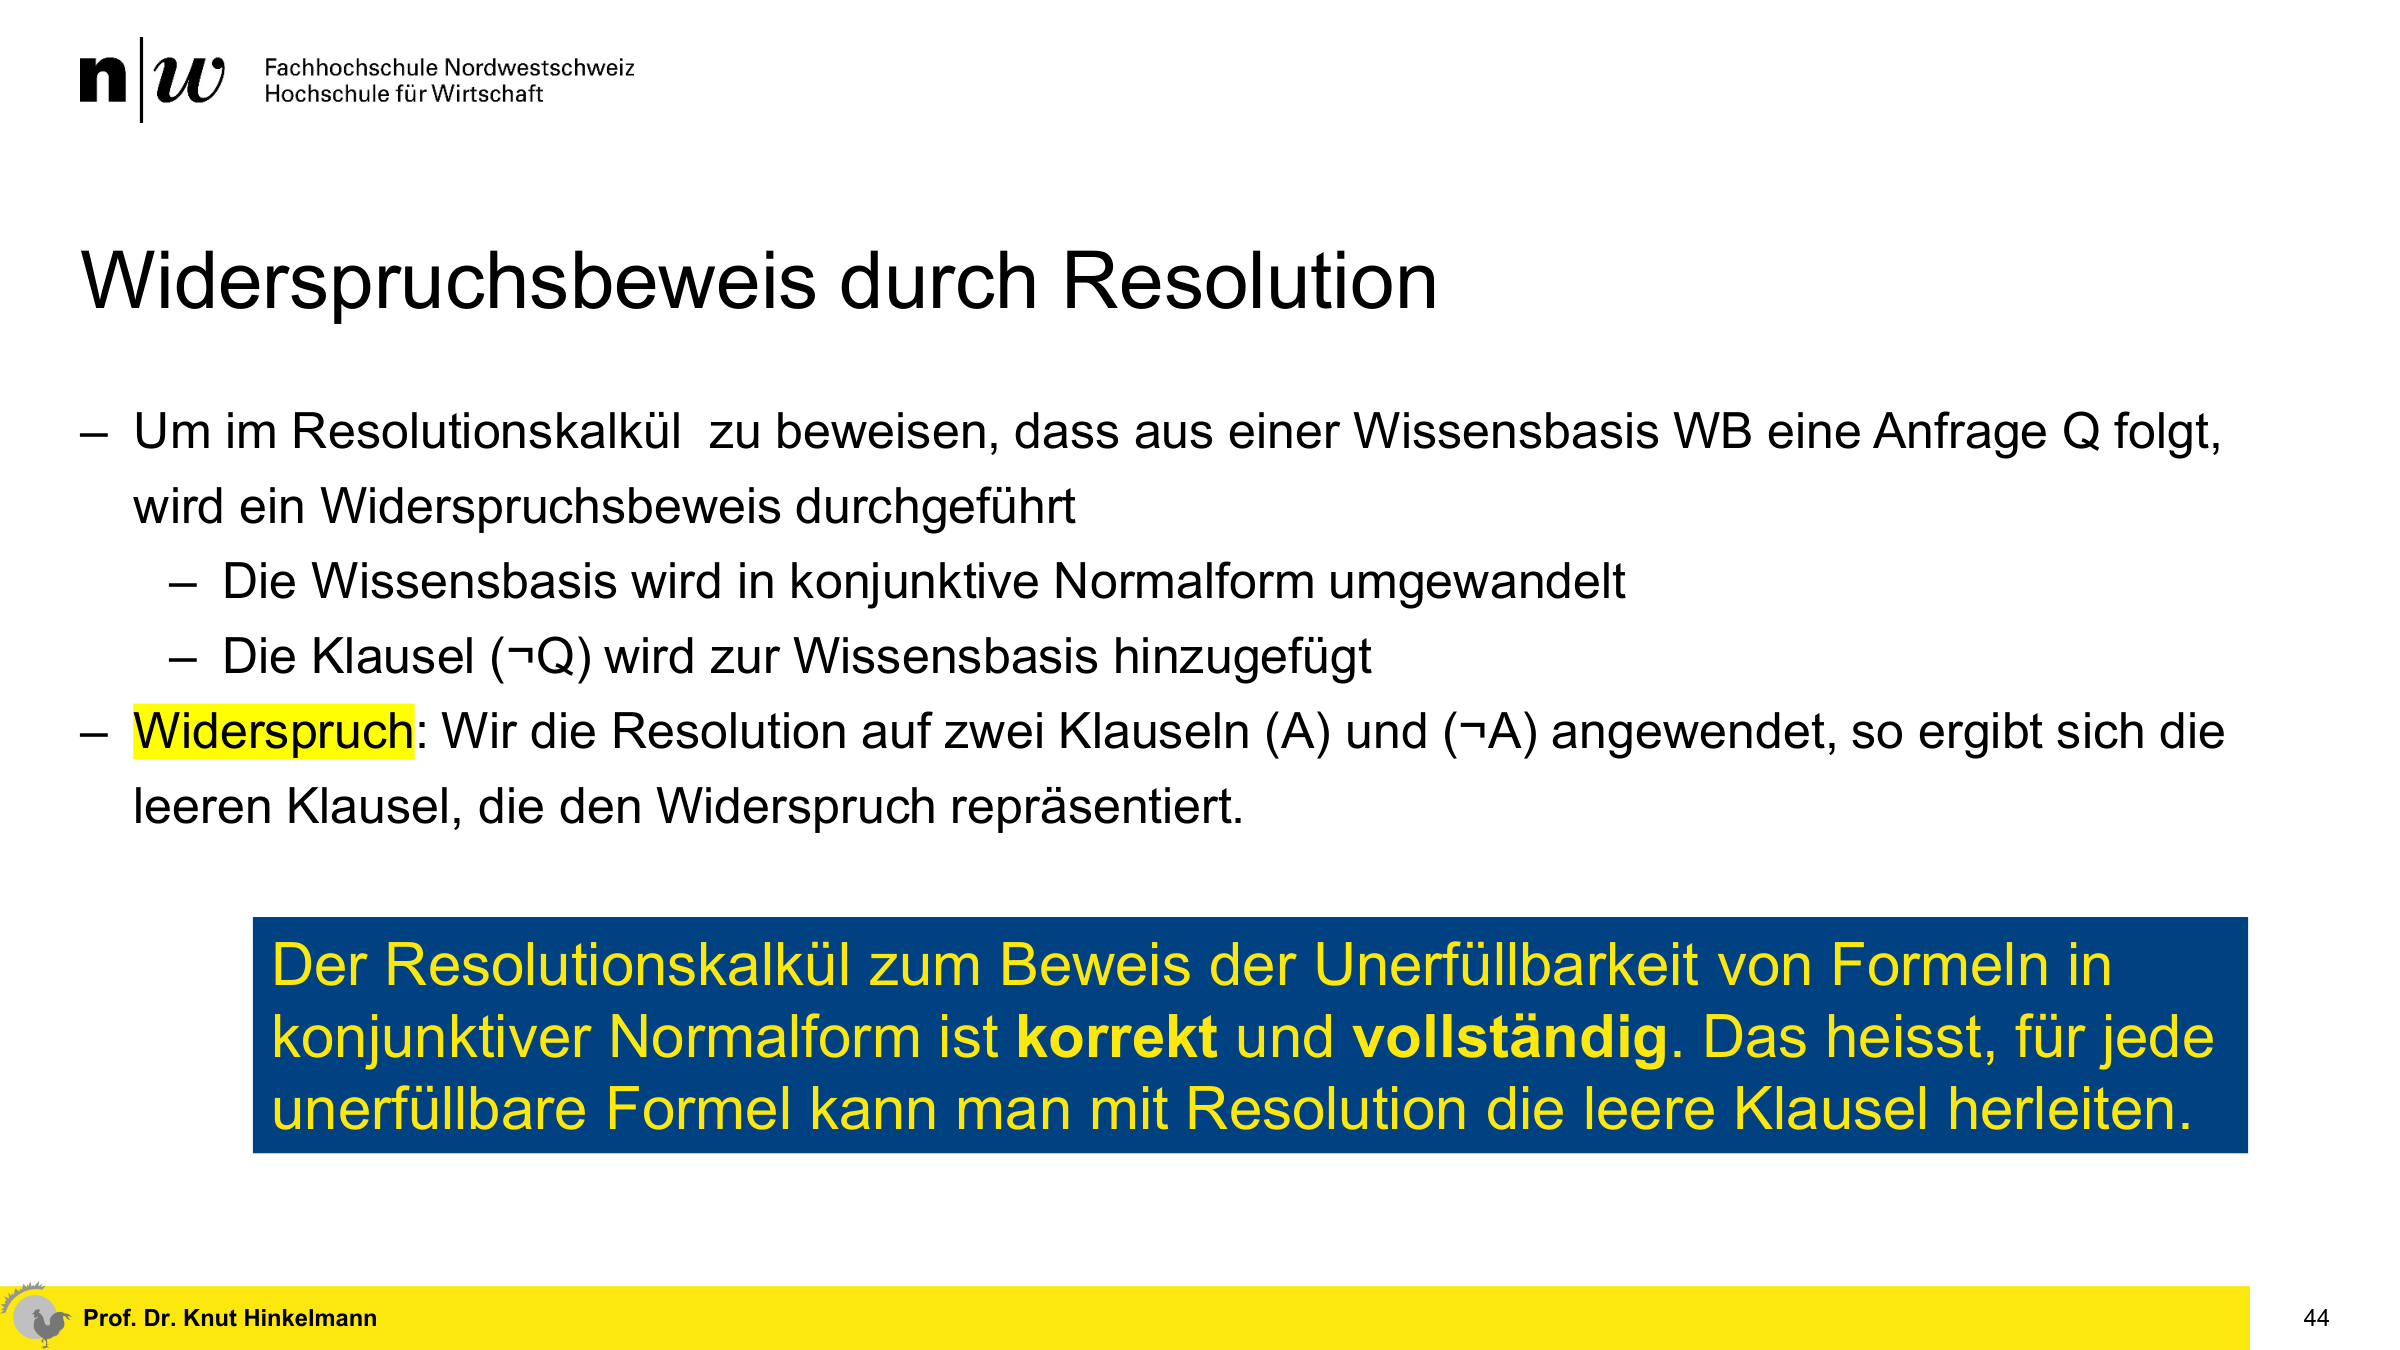 n|w Fachhochschule Nordwestschweiz
Hochschule für Wirtschaft
Widerspruchsbeweis durch Resolution
– Um im Resolutionskalkül  zu beweisen, dass aus einer Wissensbasis WB eine Anfrage Q folgt,
wird ein Widerspruchsbeweis durchgeführt
– Die Wissensbasis wird in konjunktive Normalform umgewandelt
– Die Klausel (¬Q) wird zur Wissensbasis hinzugefügt
– Widerspruch: Wir die Resolution auf zwei Klauseln (A) und (¬A) angewendet, so ergibt sich die
leeren Klausel, die den Widerspruch repräsentiert.
Der Resolutionskalkül zum Beweis der Unerfüllbarkeit von Formeln in
konjunktiver Normalform ist korrekt und vollständig. Das heisst, für jede
unerfüllbare Formel kann man mit Resolution die leere Klausel herleiten.
Prof. Dr. Knut Hinkelmann
44